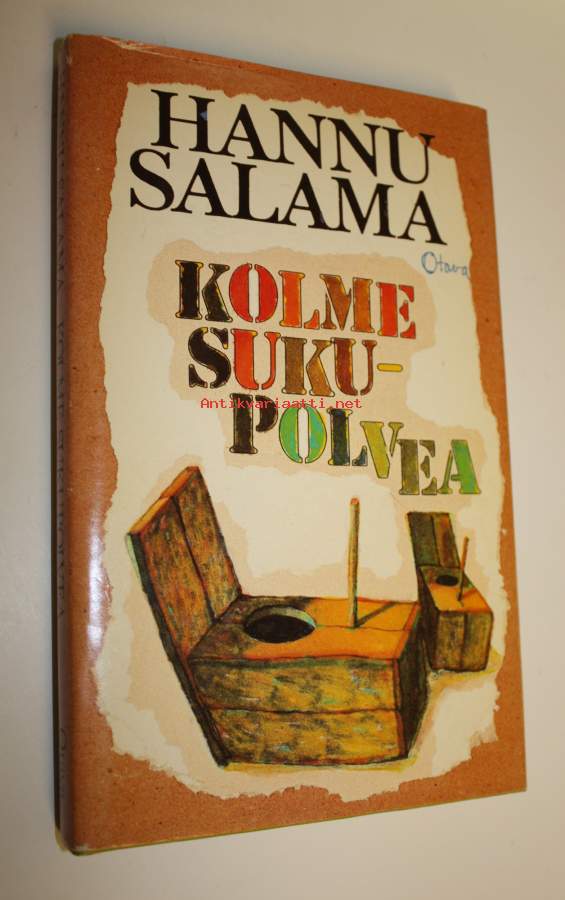 HANNU
SALAMA
Otava
KOLME
SUKU-
POLVEA
Antikvariaatti.net